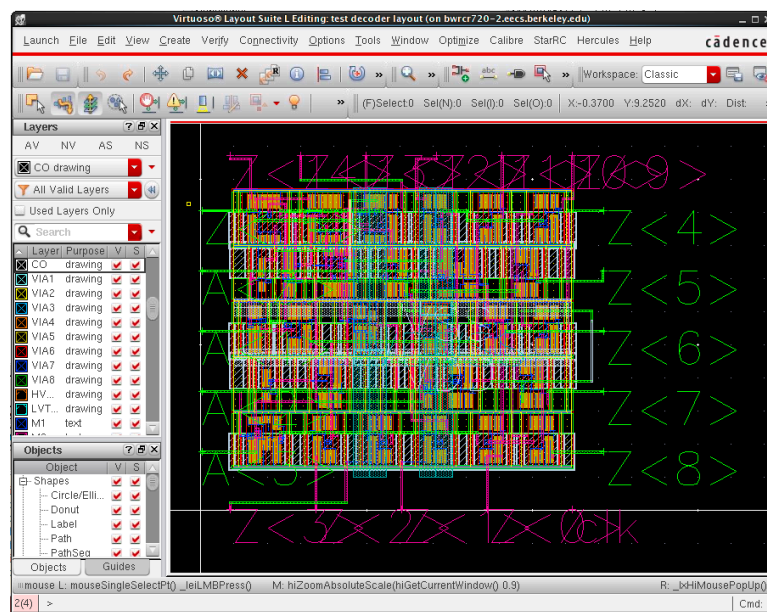 Virtuoso® Layout Suite L Editing: test decoder layout (on bwrcr720-2.eecs.berkeley.edu)
Launch File Edit View Create Verify Connectivity Options Tools Window Optimize Calibre StarRC Hercules Help cādence
» » » Workspace: Classic
» (F)Select:0 Sel(N):0 Sel(I):0 Sel(O):0 X:-0.3700 Y:9.2520 dX: dY: Dist:
Layers
AV NV AS NS
CO drawing
All Valid Layers
Used Layers Only
Search
Layer Purpose V S
CO drawing
VIA1 drawing
VIA2 drawing
VIA3 drawing
VIA4 drawing
VIA5 drawing
VIA6 drawing
VIA7 drawing
VIA8 drawing
HV... drawing
LVT... drawing
M1 text
Objects
Object V S
Shapes
Circle/Elli...
Donut
Label
Path
PathSeg
Objects Guides
Z<4>
Z<5>
Z<6>
Z<7>
Z<8>
mouse L: mouseSingleSelectPt() _leiLMBPress() M: hiZoomAbsoluteScale(hiGetCurrentWindow() 0.9) R: _lxHiMousePopUp()
2(4) > Cmd: